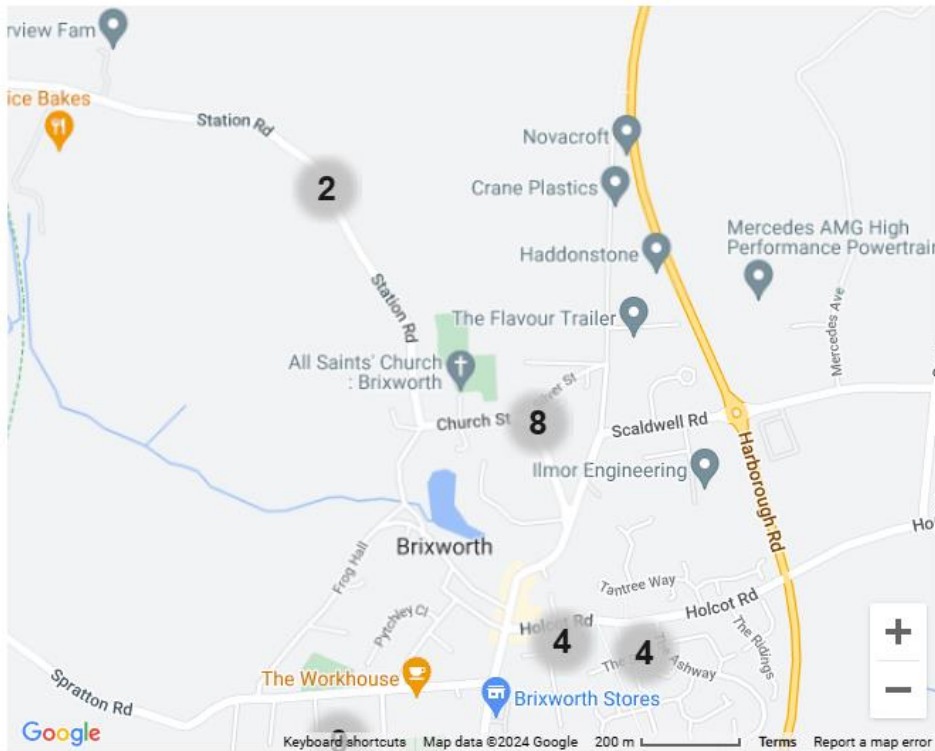 rview Fam
ice Bakes
Station Rd
2
Novacroft
Crane Plastics
Mercedes AMG High
Performance Powertrai
Haddonstone
Station Rd
The Flavour Trailer
Mercedes Ave
All Saints' Church
: Brixworth
Church St
8
Scaldwell Rd
Ilmor Engineering
Harborough Rd
Brixworth
Frog Hall
Tantree Way
Pytchley Cl
Holcot Rd
Holcot Rd
4
4
The Ashway
The Ridings
The Workhouse
Spratton Rd
Brixworth Stores
+
−
Google
Keyboard shortcuts
Map data ©2024 Google
200 m
Terms
Report a map error